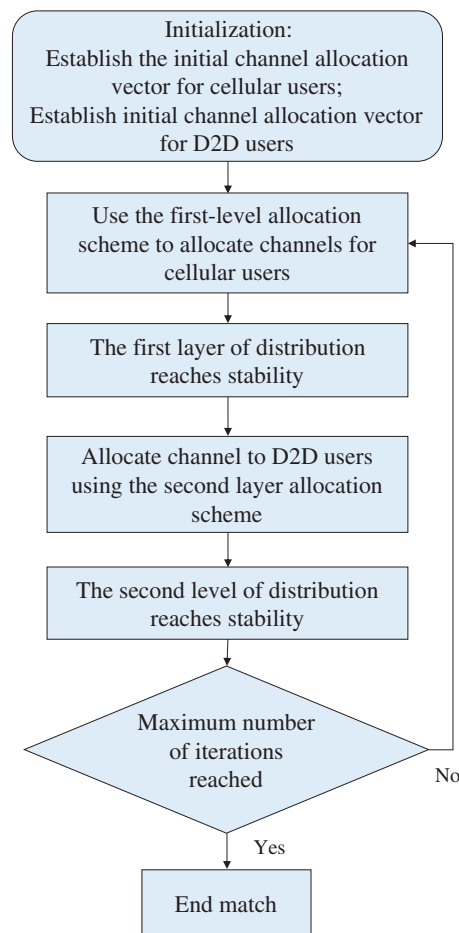 Initialization:
Establish the initial channel allocation
vector for cellular users;
Establish initial channel allocation vector
for D2D users
Use the first-level allocation
scheme to allocate channels for
cellular users
The first layer of distribution
reaches stability
Allocate channel to D2D users
using the second layer allocation
scheme
The second level of distribution
reaches stability
Maximum number
of iterations
reached
No
Yes
End match